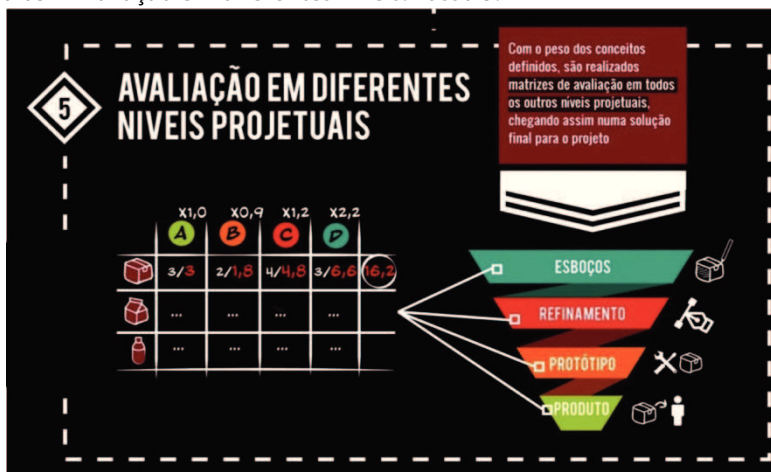 5
AVALIAÇÃO EM DIFERENTES
NIVEIS PROJETUAIS
Com o peso dos conceitos
definidos, são realizados
matrizes de avaliação em todos
os outros níveis projetuais,
chegando assim numa solução
final para o projeto
x1,0 x0,9 x1,2 x2,2
A B C D
3/3 2/1,8 4/4,8 3/6,6 16,2
... ... ... ...
... ... ... ...
ESBOÇOS
REFINAMENTO
PROTÓTIPO
PRODUTO